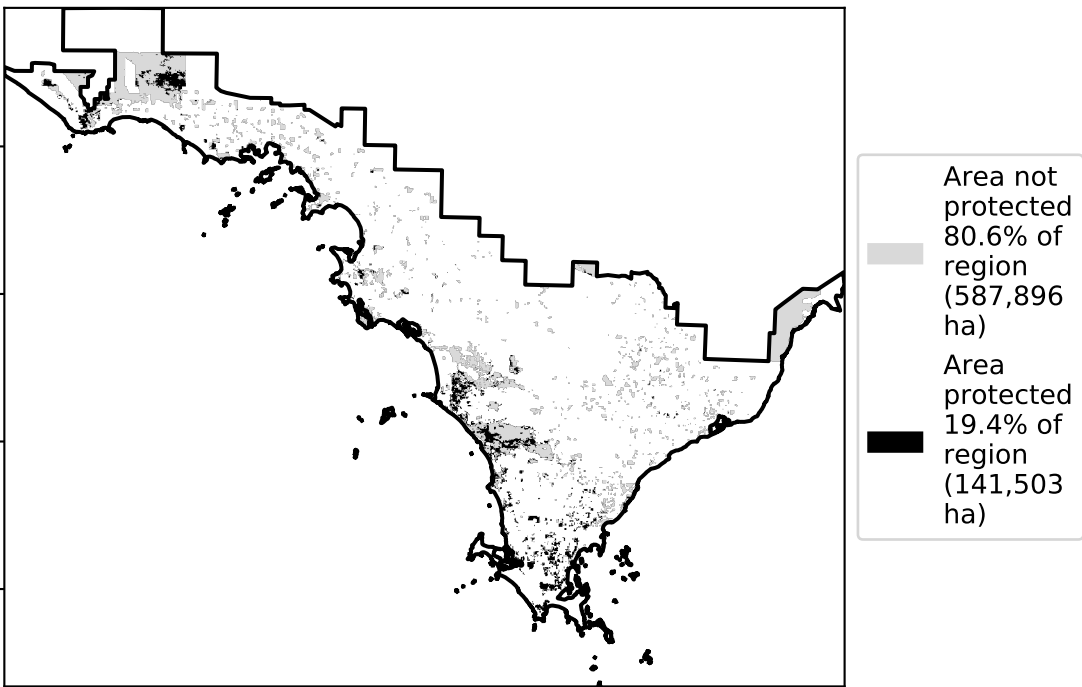 Area not
protected
80.6% of
region
(587,896
ha)
Area
protected
19.4% of
region
(141,503
ha)